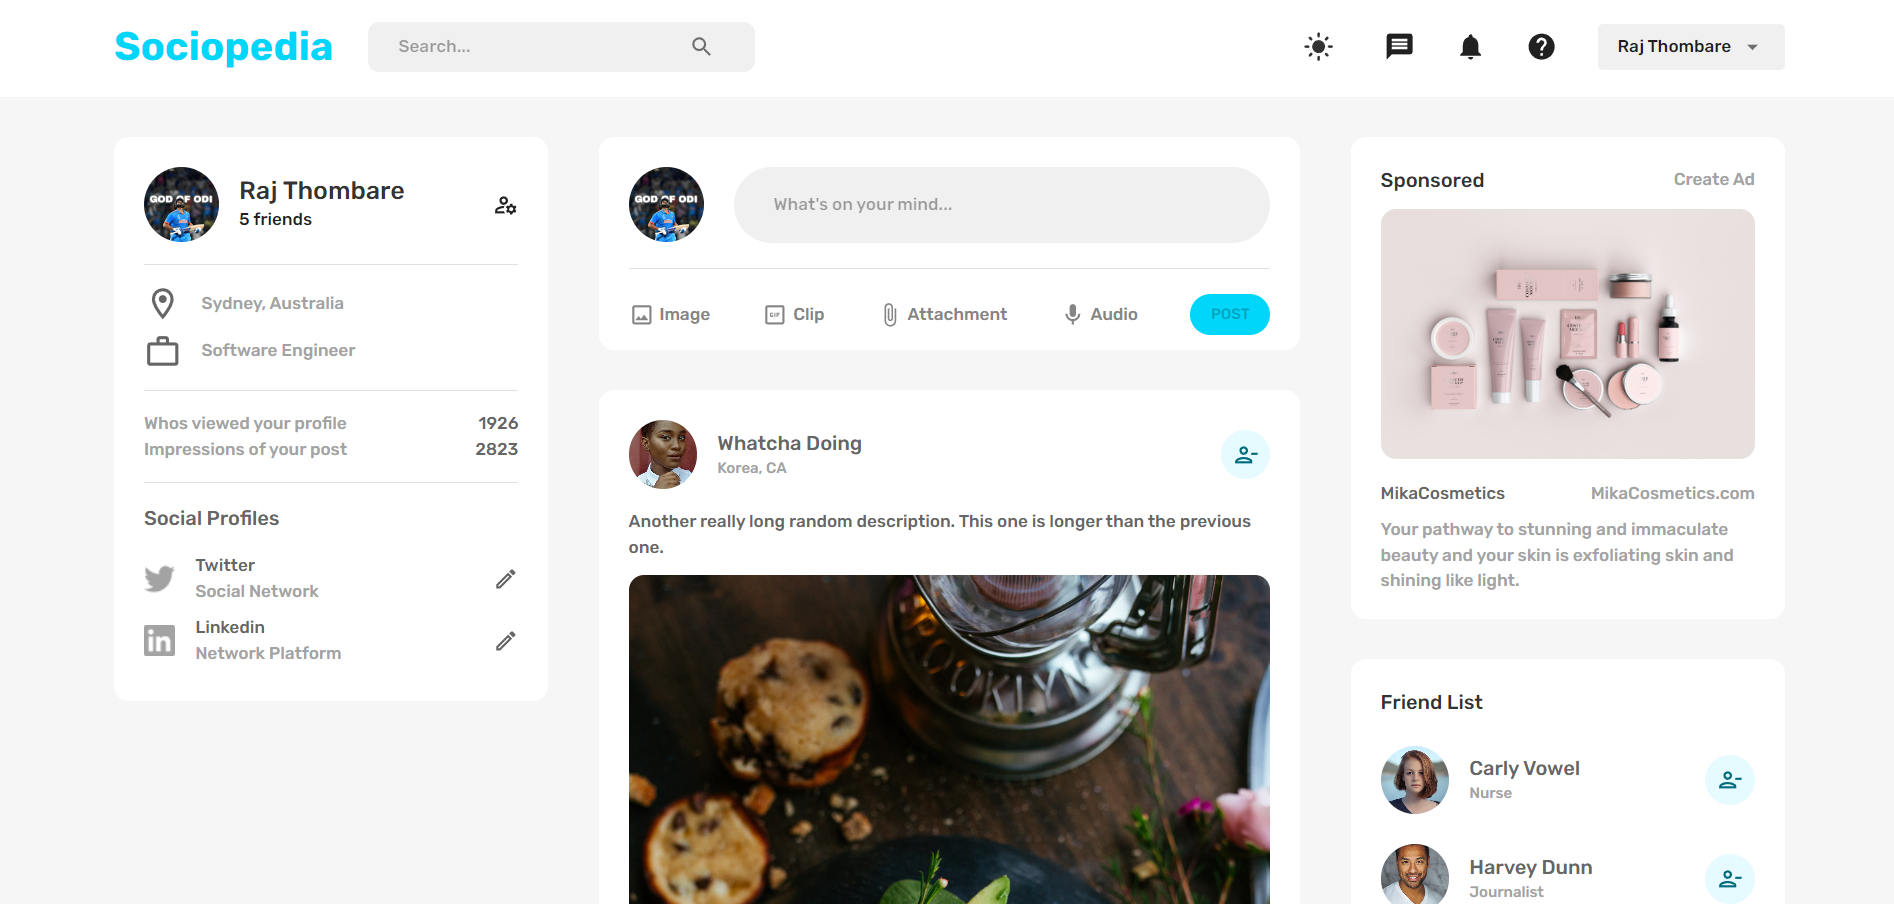 Sociopedia
Search...
Raj Thombare
GOD OF ODI
Raj Thombare
5 friends
Sydney, Australia
Software Engineer
Whos viewed your profile 1926
Impressions of your post 2823
Social Profiles
Twitter
Social Network
Linkedin
Network Platform
GOD OF ODI
What's on your mind...
Image
GIF
Clip
Attachment
Audio
POST
Whatcha Doing
Korea, CA
Another really long random description. This one is longer than the previous
one.
Sponsored
Create Ad
MikaCosmetics
MikaCosmetics.com
Your pathway to stunning and immaculate
beauty and your skin is exfoliating skin and
shining like light.
Friend List
Carly Vowel
Nurse
Harvey Dunn
Journalist